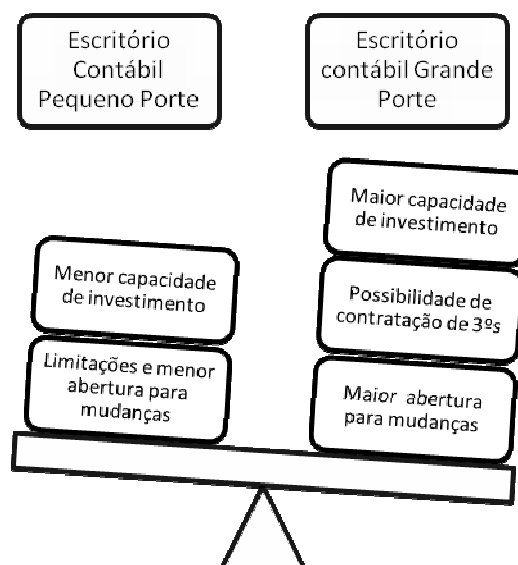 Escritório
Contábil
Pequeno Porte
Escritório
contábil Grande
Porte
Menor capacidade
de investimento
Limitações e menor
abertura para
mudanças
Maior capacidade
de investimento
Possibilidade de
contratação de 3ºs
Maior abertura
para mudanças